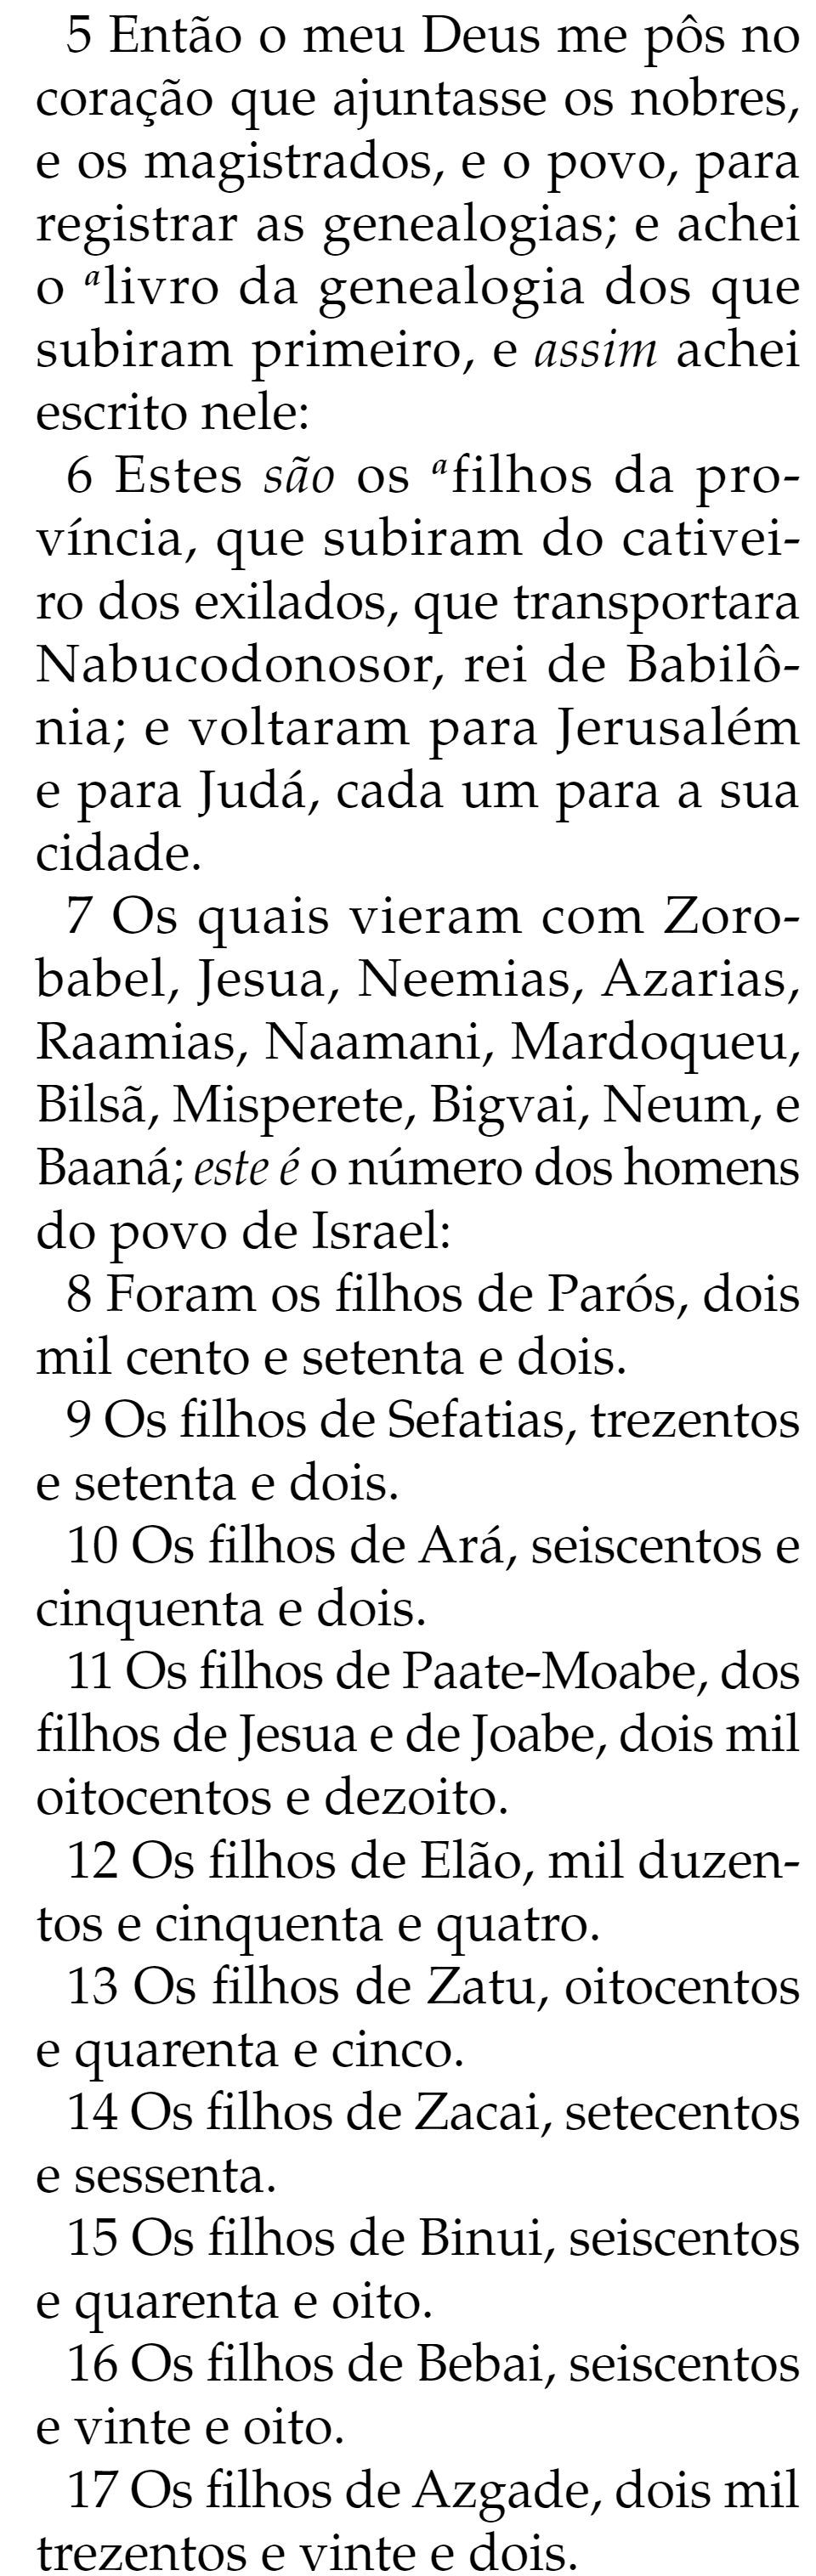 5 Então o meu Deus me pôs no
coração que ajuntasse os nobres,
e os magistrados, e o povo, para
registrar as genealogias; e achei
o ᵃlivro da genealogia dos que
subiram primeiro, e assim achei
escrito nele:
6 Estes são os ᵃfilhos da pro-
víncia, que subiram do cativei-
ro dos exilados, que transportara
Nabucodonosor, rei de Babilô-
nia; e voltaram para Jerusalém
e para Judá, cada um para a sua
cidade.
7 Os quais vieram com Zoro-
babel, Jesua, Neemias, Azarias,
Raamias, Naamani, Mardoqueu,
Bilsã, Misperete, Bigvai, Neum, e
Baaná; este é o número dos homens
do povo de Israel:
8 Foram os filhos de Parós, dois
mil cento e setenta e dois.
9 Os filhos de Sefatias, trezentos
e setenta e dois.
10 Os filhos de Ará, seiscentos e
cinquenta e dois.
11 Os filhos de Paate-Moabe, dos
filhos de Jesua e de Joabe, dois mil
oitocentos e dezoito.
12 Os filhos de Elão, mil duzen-
tos e cinquenta e quatro.
13 Os filhos de Zatu, oitocentos
e quarenta e cinco.
14 Os filhos de Zacai, setecentos
e sessenta.
15 Os filhos de Binui, seiscentos
e quarenta e oito.
16 Os filhos de Bebai, seiscentos
e vinte e oito.
17 Os filhos de Azgade, dois mil
trezentos e vinte e dois.